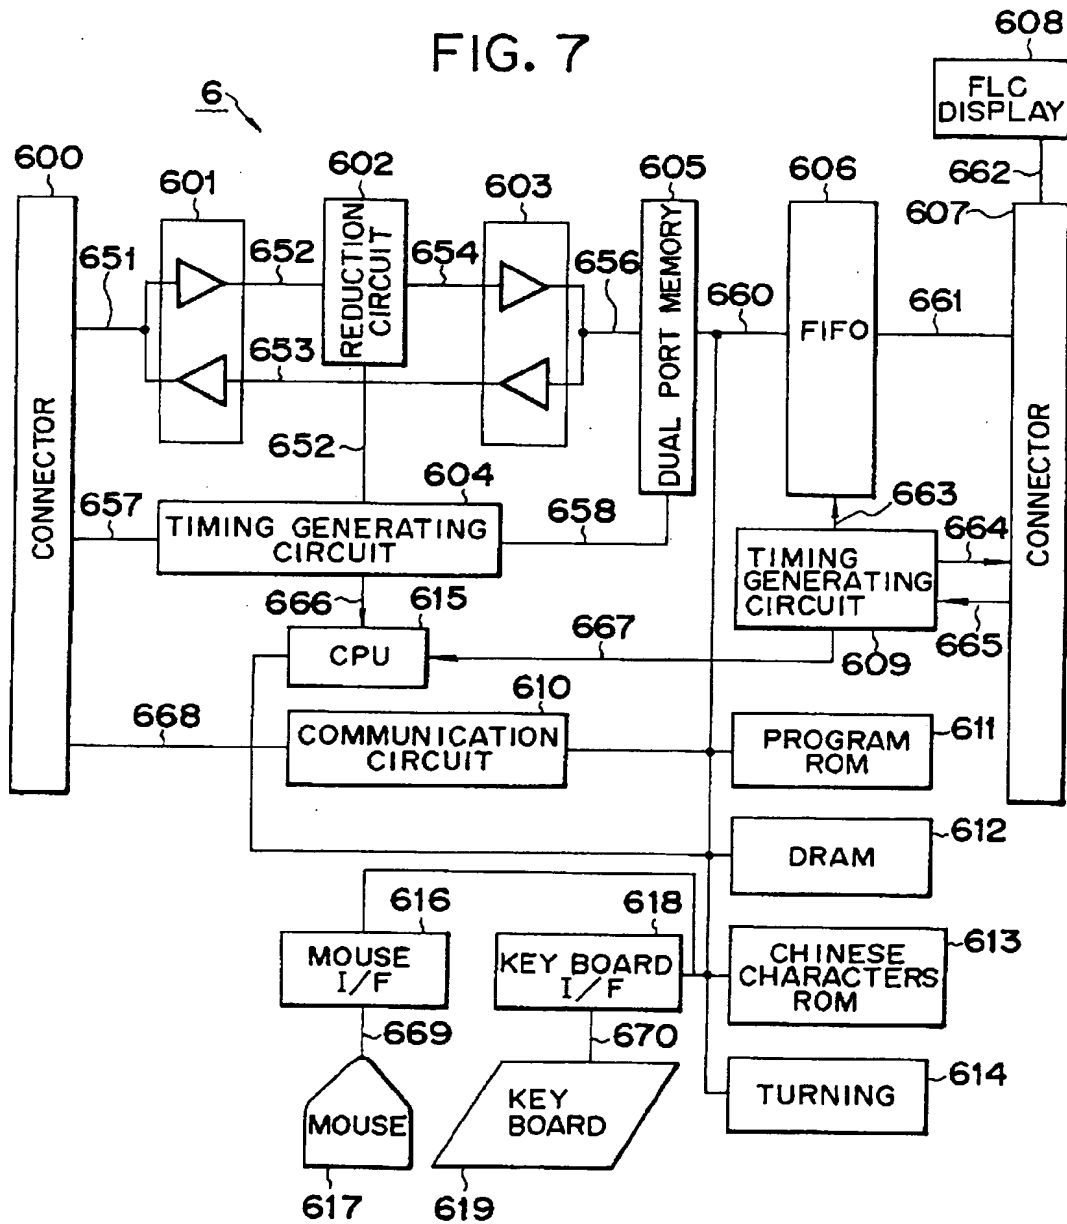 FIG. 7
608
FLC
DISPLAY
6
600
602
605
606
662
601
603
607
651
652
REDUCTION
CIRCUIT
654
656
DUAL PORT MEMORY
660
FIFO
661
653
CONNECTOR
652
604
CONNECTOR
657
TIMING GENERATING
CIRCUIT
658
663
664
TIMING
GENERATING
CIRCUIT
666
615
667
665
CPU
609
610
668
COMMUNICATION
CIRCUIT
611
PROGRAM
ROM
612
DRAM
616
618
613
MOUSE
I/F
KEY BOARD
I/F
CHINESE
CHARACTERS
ROM
669
670
614
TURNING
MOUSE
KEY
BOARD
617
619